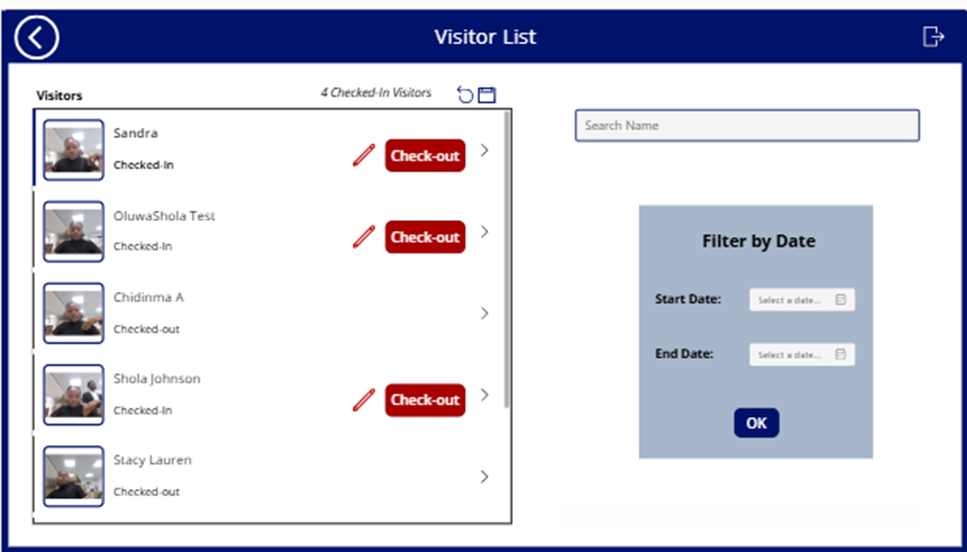 Visitor List
Visitors
4 Checked-In Visitors
Sandra
Checked-In
Check-out
OluwaShola Test
Checked-In
Check-out
Chidinma A
Checked-out
Shola Johnson
Checked-In
Check-out
Stacy Lauren
Checked-out
Search Name
Filter by Date
Start Date:
Select a date...
End Date:
Select a date...
OK